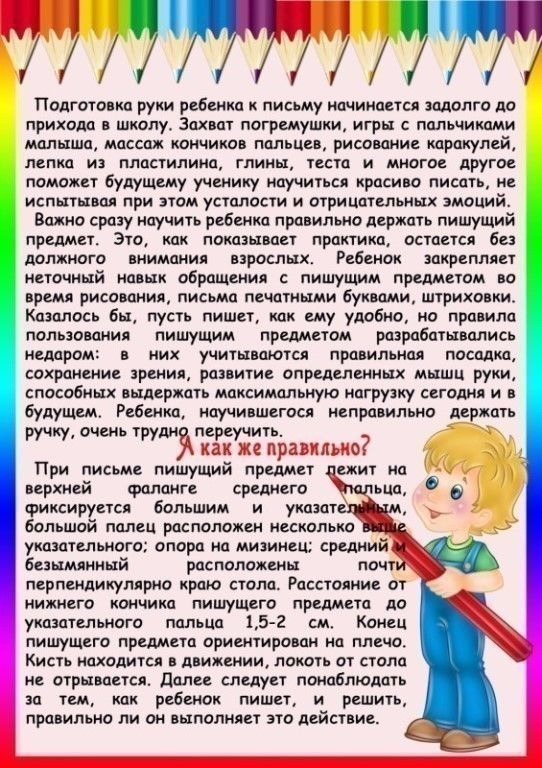 Подготовка руки ребенка к письму начинается задолго до
прихода в школу. Захват погремушки, игры с пальчиками
малыша, массаж кончиков пальцев, рисование каракулей,
лепка из пластилина, глины, теста и многое другое
поможет будущему ученику научиться красиво писать, не
испытывая при этом усталости и отрицательных эмоций.
Важно сразу научить ребенка правильно держать пишущий
предмет. Это, как показывает практика, остается без
должного внимания взрослых. Ребенок закрепляет
неточный навык обращения с пишущим предметом во
время рисования, письма печатными буквами, штриховки.
Казалось бы, пусть пишет, как ему удобно, но правила
пользования пишущим предметом разрабатывались
недаром: в них учитываются правильная посадка,
сохранение зрения, развитие определенных мышц руки,
способных выдержать максимальную нагрузку сегодня и в
будущем. Ребенка, научившегося неправильно держать
ручку, очень трудно переучить.
А как же правильно?
При письме пишущий предмет лежит на
верхней фаланге среднего пальца,
фиксируется большим и указательным,
большой палец расположен несколько выше
указательного; опора на мизинец; средний и
безымянный расположены почти
перпендикулярно краю стола. Расстояние от
нижнего кончика пишущего предмета до
указательного пальца 1,5-2 см. Конец
пишущего предмета ориентирован на плечо.
Кисть находится в движении, локоть от стола
не отрывается. Далее следует понаблюдать
за тем, как ребенок пишет, и решить,
правильно ли он выполняет это действие.